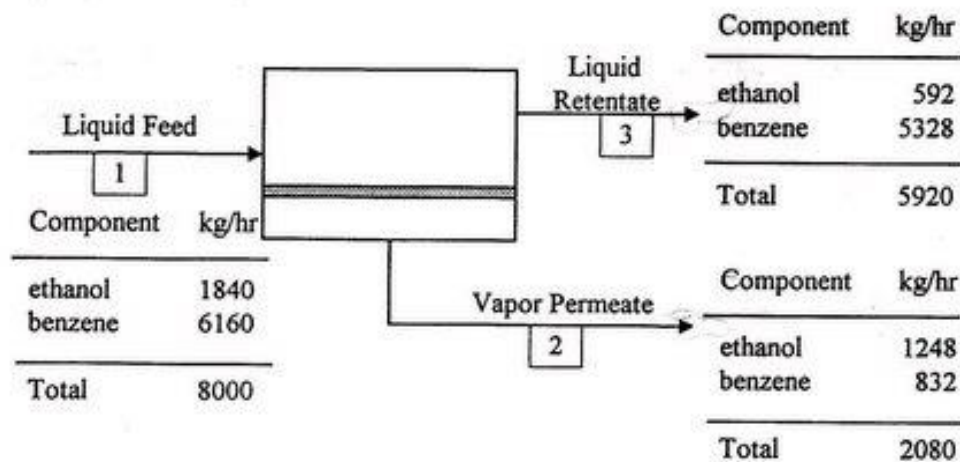 Liquid Feed
1
Component kg/hr
ethanol 1840
benzene 6160
Total 8000
Liquid
Retentate
3
Component kg/hr
ethanol 592
benzene 5328
Total 5920
Vapor Permeate
2
Component kg/hr
ethanol 1248
benzene 832
Total 2080